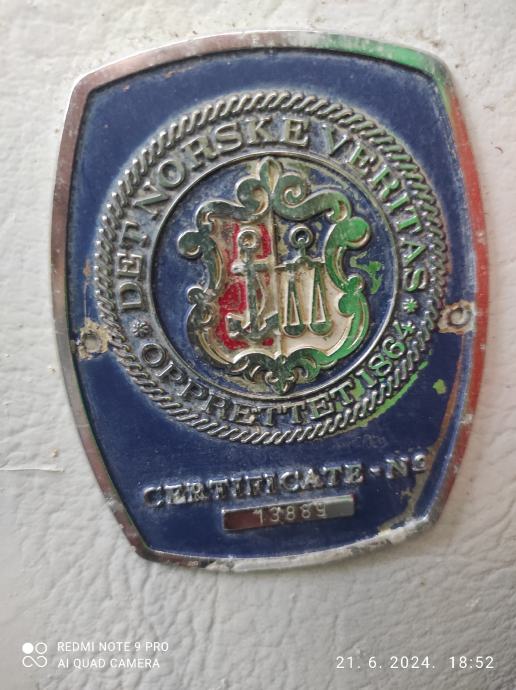 DET NORSKE VERITAS
* OPPRETTET 1864 *
CERTIFICATE - Nº
13889
REDMI NOTE 9 PRO
AI QUAD CAMERA
21. 6. 2024. 18:52